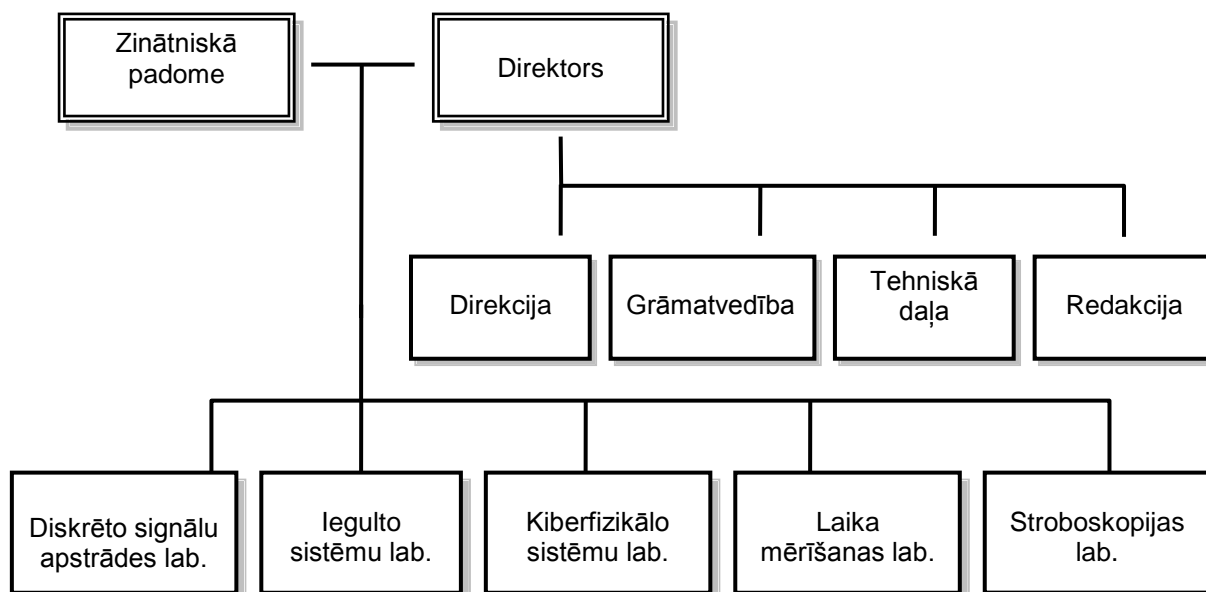 Zinātniskā
padome
Direktors
Direkcija
Grāmatvedība
Tehniskā
daļa
Redakcija
Diskrēto signālu
apstrādes lab.
Iegulto
sistēmu lab.
Kiberfizikālo
sistēmu lab.
Laika
mērīšanas lab.
Stroboskopijas
lab.